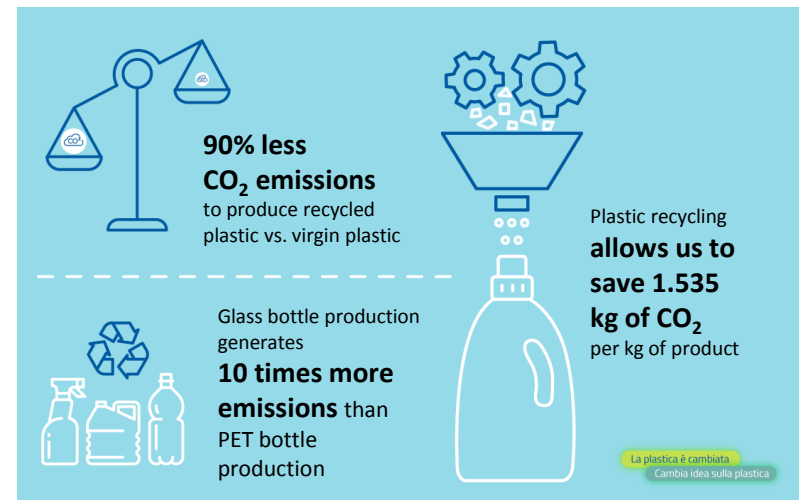 90% less
CO₂ emissions
to produce recycled
plastic vs. virgin plastic
Glass bottle production
generates
10 times more
emissions than
PET bottle
production
Plastic recycling
allows us to
save 1.535
kg of CO₂
per kg of product
La plastica è cambiata
Cambia idea sulla plastica